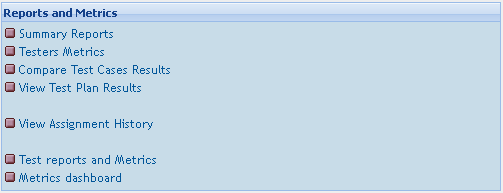 Reports and Metrics
Summary Reports
Testers Metrics
Compare Test Cases Results
View Test Plan Results
View Assignment History
Test reports and Metrics
Metrics dashboard